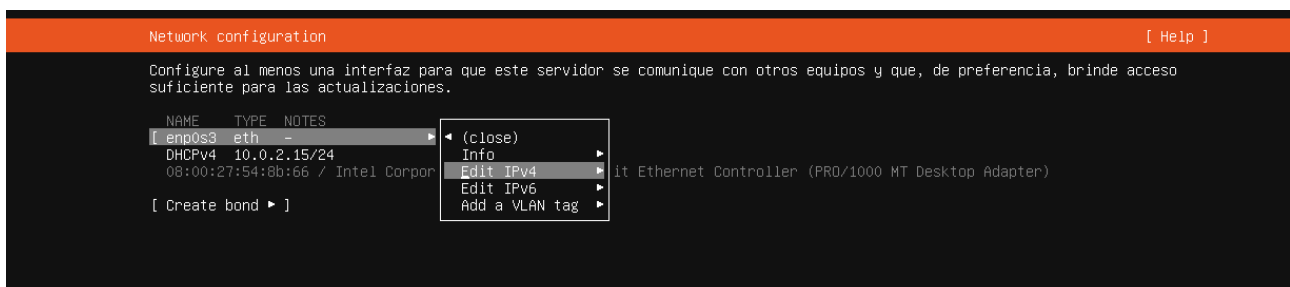 Network configuration [ Help ]
Configure al menos una interfaz para que este servidor se comunique con otros equipos y que, de preferencia, brinde acceso
suficiente para las actualizaciones.
NAME TYPE NOTES
[ enp0s3 eth - ▸ ◂ (close)
DHCPv4 10.0.2.15/24 Info ▸
08:00:27:54:8b:66 / Intel Corpor Edit IPv4 ▸ it Ethernet Controller (PRO/1000 MT Desktop Adapter)
Edit IPv6 ▸
[ Create bond ▸ ] Add a VLAN tag ▸